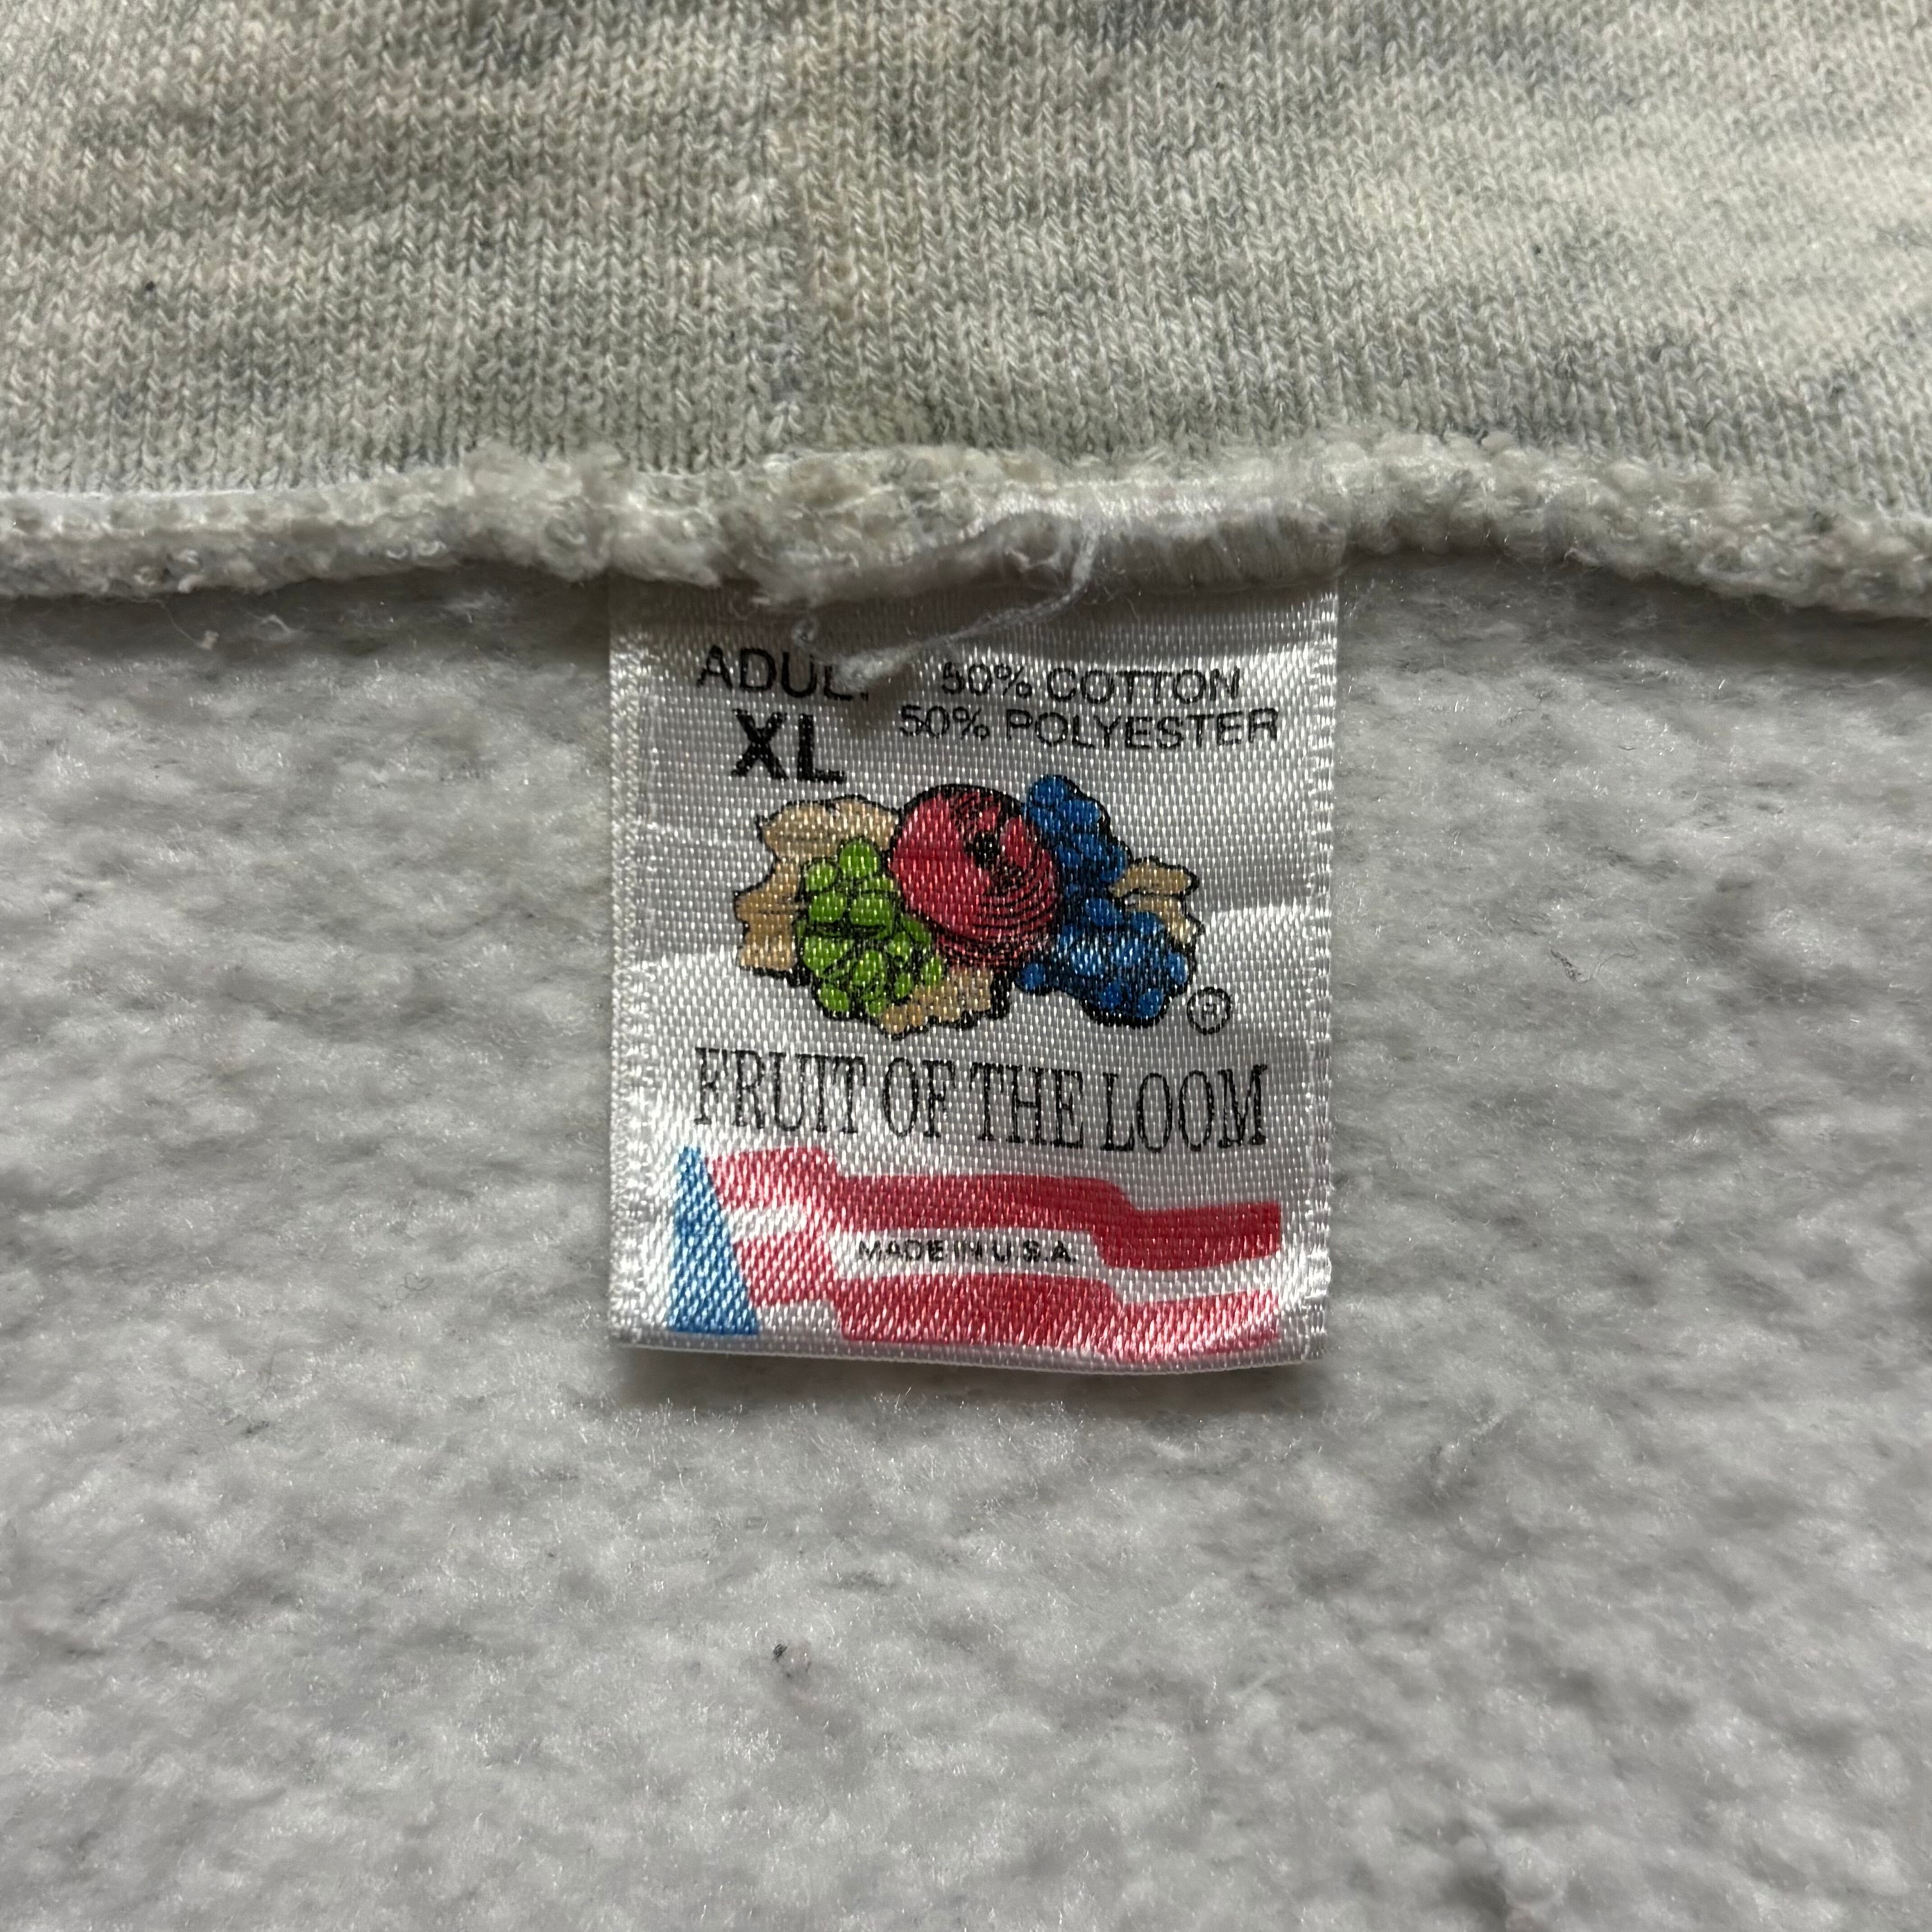 ADULT 50% COTTON
XL 50% POLYESTER
®
FRUIT OF THE LOOM
MADE IN U.S.A.